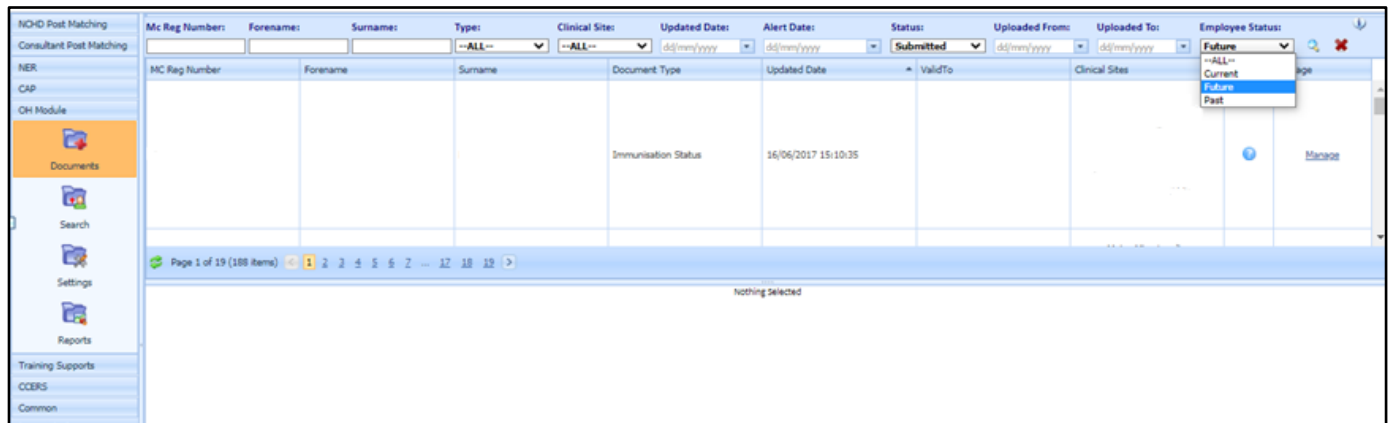 NCHD Post Matching
Consultant Post Matching
NER
CAP
OH Module
Documents
Search
Settings
Reports
Training Supports
CCERS
Common
Mc Reg Number: Forename: Surname: Type: Clinical Site: Updated Date: Alert Date: Status: Uploaded From: Uploaded To: Employee Status:
--ALL-- --ALL-- dd/mm/yyyy dd/mm/yyyy Submitted dd/mm/yyyy dd/mm/yyyy Future
--ALL--
Current
Future
Past
MC Reg Number Forename Surname Document Type Updated Date ValidTo Clinical Sites
Immunisation Status 16/06/2017 15:10:35 Manage
Page 1 of 19 (188 items) 1 2 3 4 5 6 7 ... 17 18 19
Nothing Selected